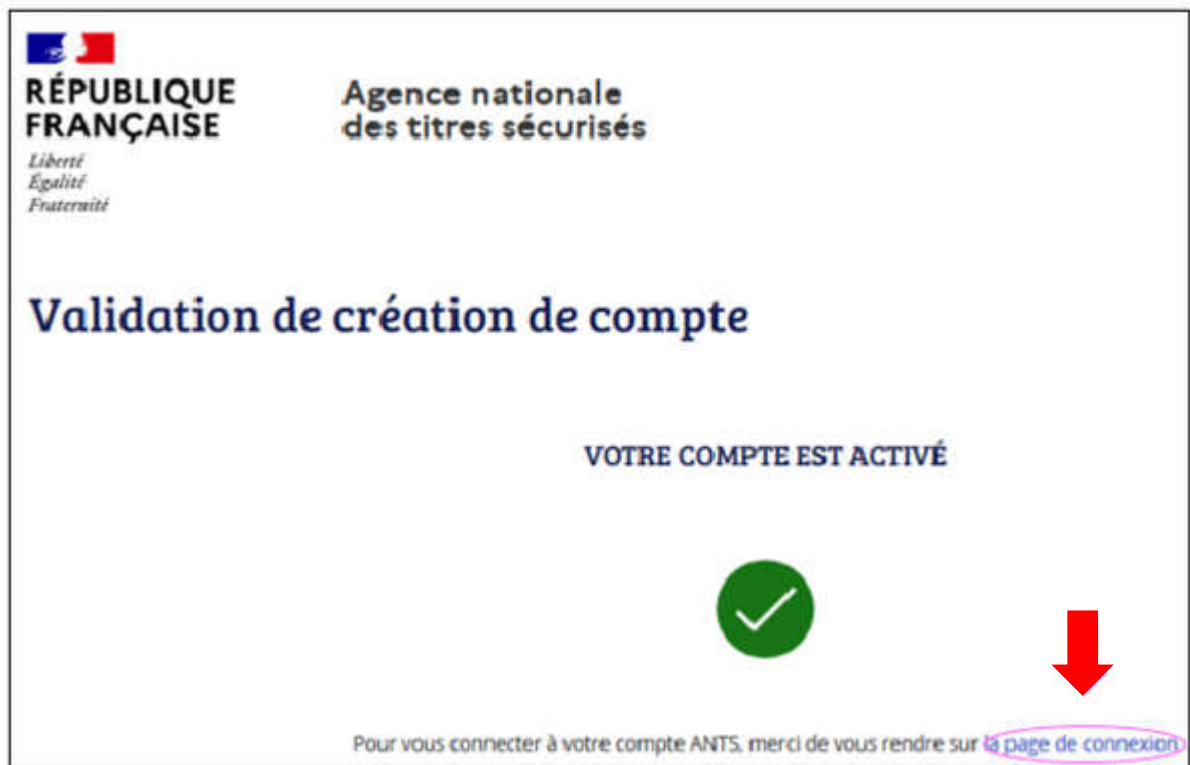 RÉPUBLIQUE
FRANÇAISE
Liberté
Égalité
Fraternité
Agence nationale
des titres sécurisés
Validation de création de compte
VOTRE COMPTE EST ACTIVÉ
Pour vous connecter à votre compte ANTS, merci de vous rendre sur la page de connexion